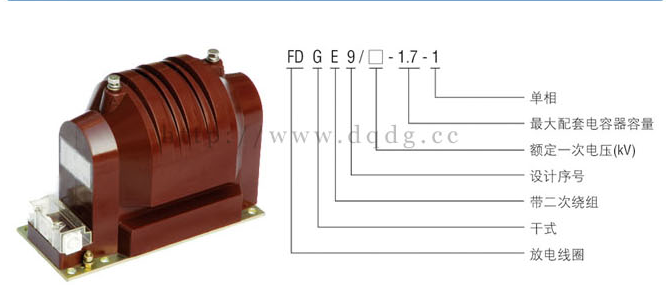 FD G E 9 / □ - 1.7 - 1
单相
最大配套电容器容量
额定一次电压(kV)
http://www.dqdg.cc
设计序号
带二次绕组
干式
放电线圈